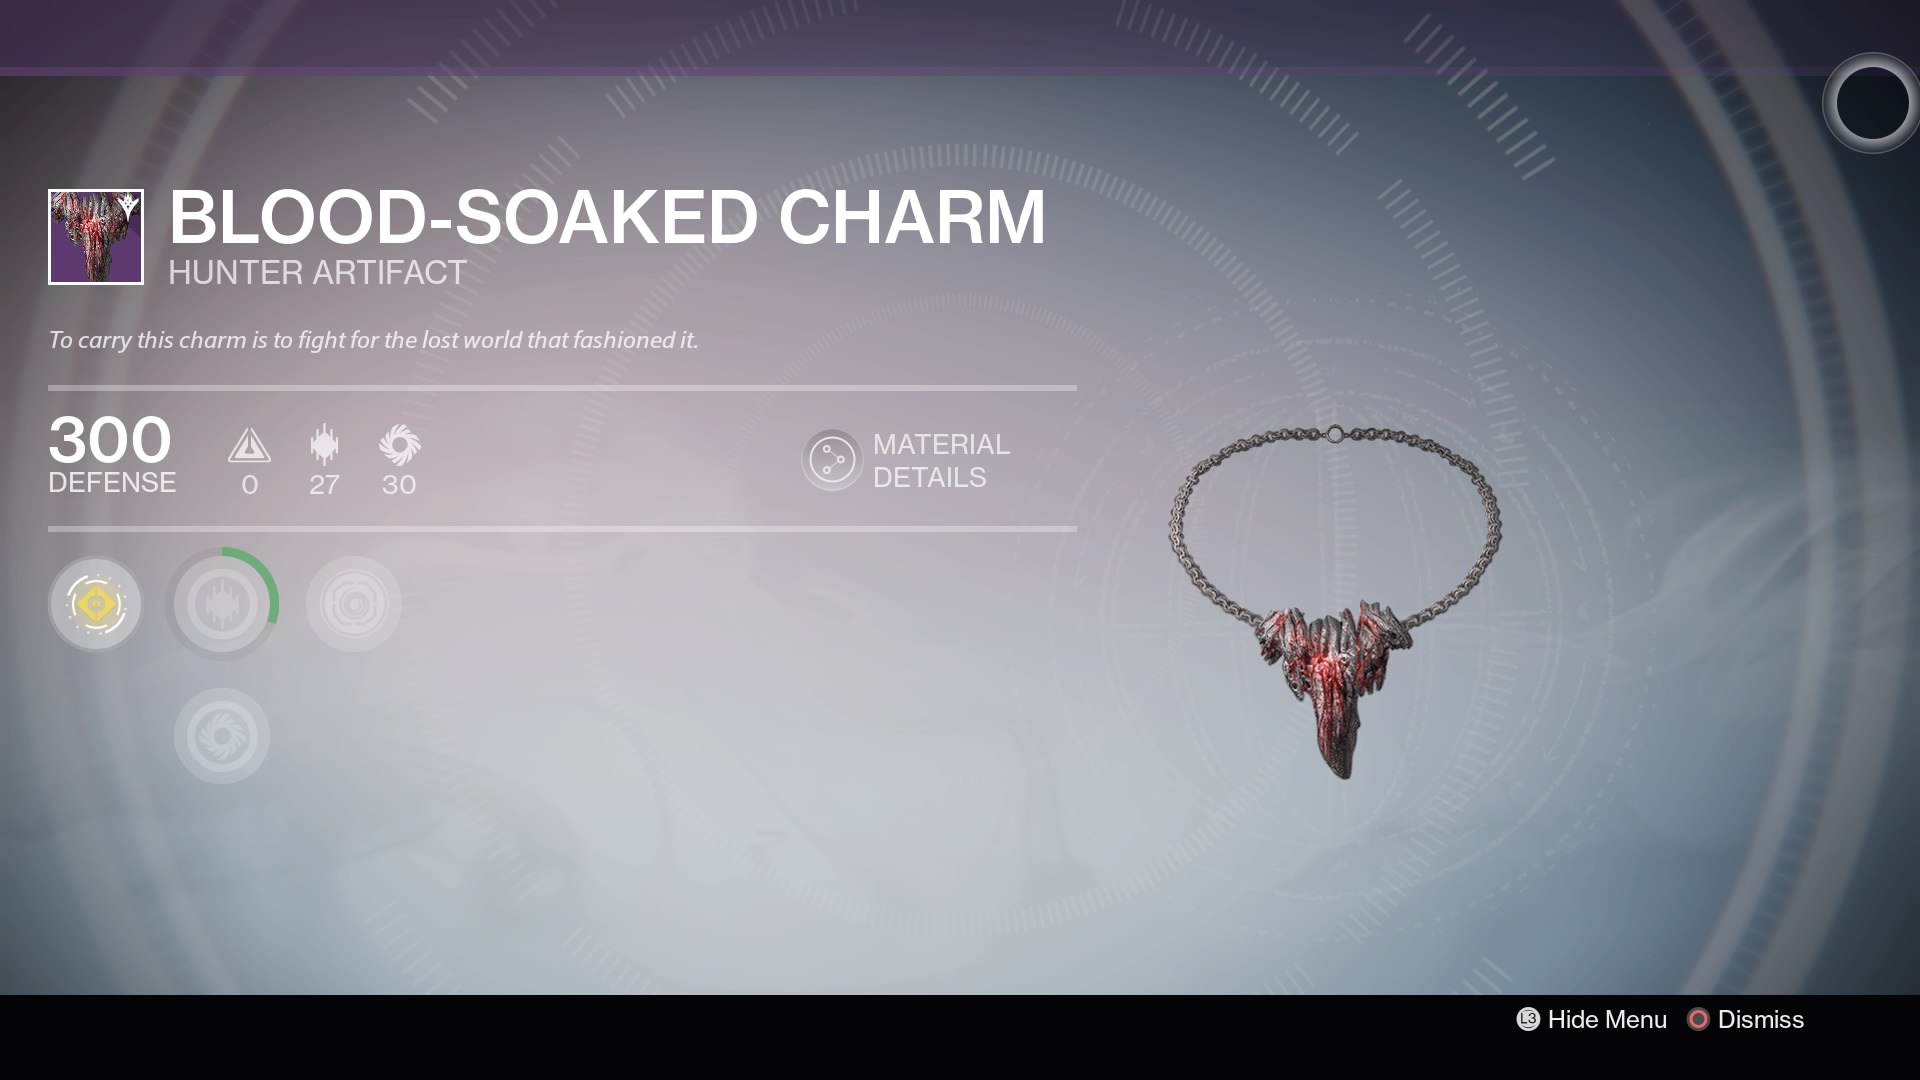 BLOOD-SOAKED CHARM
HUNTER ARTIFACT
To carry this charm is to fight for the lost world that fashioned it.
300
DEFENSE
0 27 30
MATERIAL
DETAILS
L3 Hide Menu Dismiss